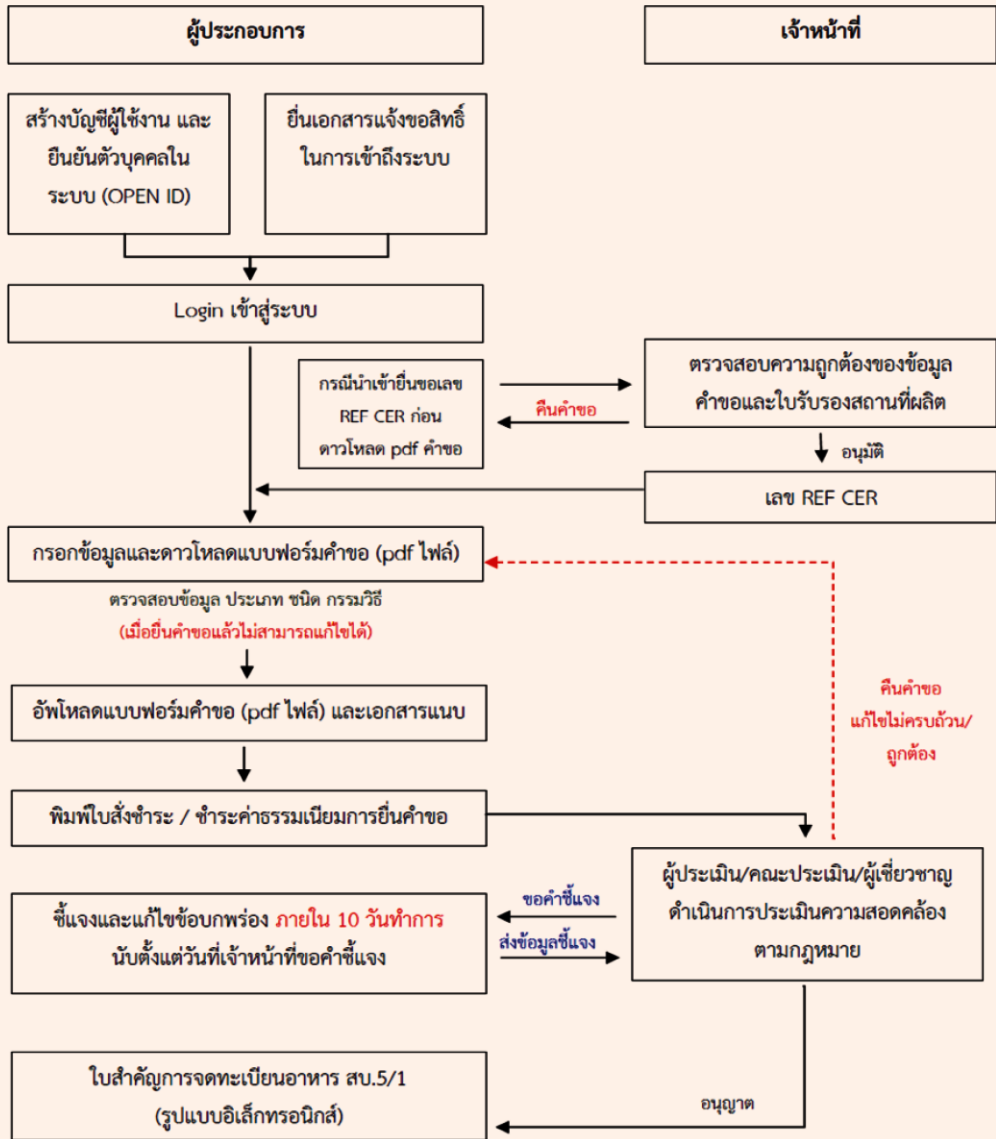 ผู้ประกอบการ
เจ้าหน้าที่
สร้างบัญชีผู้ใช้งาน และ
ยืนยันตัวบุคคลใน
ระบบ (OPEN ID)
ยื่นเอกสารแจ้งขอสิทธิ์
ในการเข้าถึงระบบ
Login เข้าสู่ระบบ
กรณีนำเข้ายื่นขอเลข
REF CER ก่อน
ดาวโหลด pdf คำขอ
คืนคำขอ
ตรวจสอบความถูกต้องของข้อมูล
คำขอและใบรับรองสถานที่ผลิต
อนุมัติ
เลข REF CER
กรอกข้อมูลและดาวโหลดแบบฟอร์มคำขอ (pdf ไฟล์)
ตรวจสอบข้อมูล ประเภท ชนิด กรรมวิธี
(เมื่อยื่นคำขอแล้วไม่สามารถแก้ไขได้)
อัพโหลดแบบฟอร์มคำขอ (pdf ไฟล์) และเอกสารแนบ
คืนคำขอ
แก้ไขไม่ครบถ้วน/
ถูกต้อง
พิมพ์ใบสั่งชำระ / ชำระค่าธรรมเนียมการยื่นคำขอ
ผู้ประเมิน/คณะประเมิน/ผู้เชี่ยวชาญ
ดำเนินการประเมินความสอดคล้อง
ตามกฎหมาย
ขอคำชี้แจง
ส่งข้อมูลชี้แจง
ชี้แจงและแก้ไขข้อบกพร่อง ภายใน 10 วันทำการ
นับตั้งแต่วันที่เจ้าหน้าที่ขอคำชี้แจง
ใบสำคัญการจดทะเบียนอาหาร สบ.5/1
(รูปแบบอิเล็กทรอนิกส์)
อนุญาต